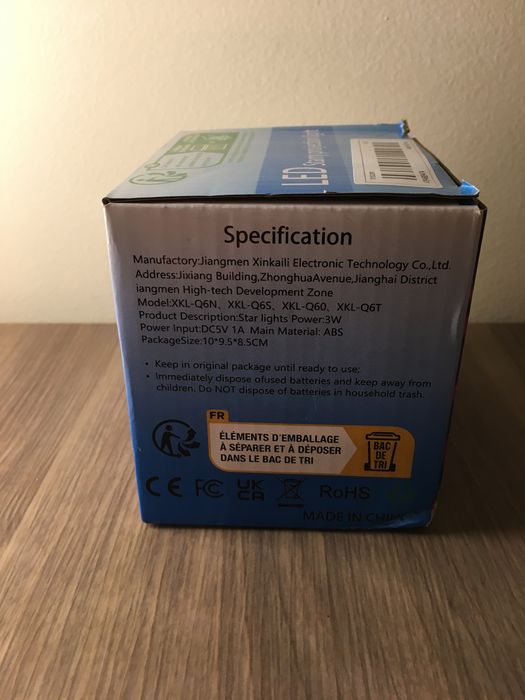 LED Starry project light
Specification
Manufactory:Jiangmen Xinkaili Electronic Technology Co.,Ltd.
Address:Jixiang Building,ZhonghuaAvenue,Jianghai District
iangmen High-tech Development Zone
Model:XKL-Q6N、XKL-Q6S、XKL-Q60、XKL-Q6T
Product Description:Star lights Power:3W
Power Input:DC5V 1A Main Material: ABS
PackageSize:10*9.5*8.5CM
• Keep in original package until ready to use;
• Immediately dispose ofused batteries and keep away from
children. Do NOT dispose of batteries in household trash.
FR
ÉLÉMENTS D'EMBALLAGE
À SÉPARER ET À DÉPOSER
DANS LE BAC DE TRI
BAC
DE
TRI
CE FC UK
CA RoHS
MADE IN CHINA